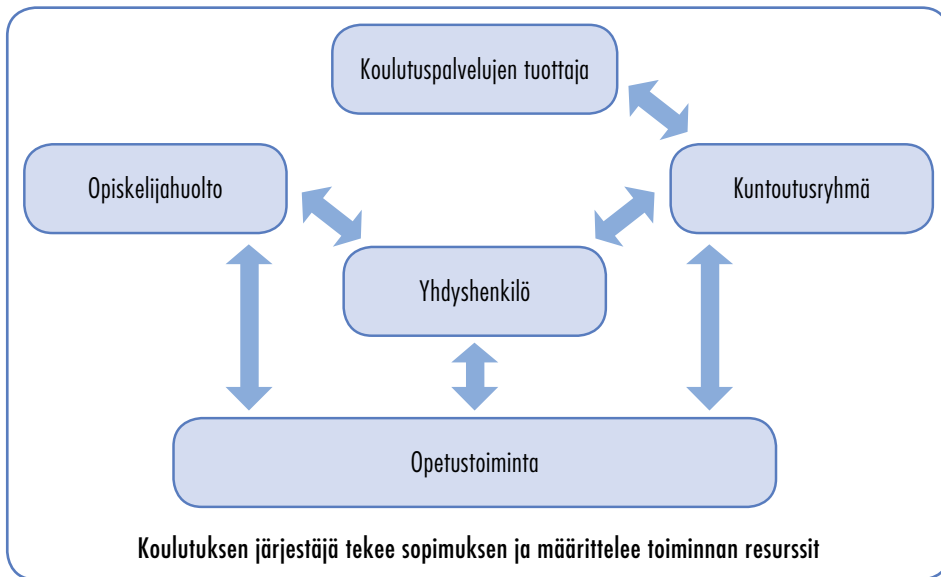 Koulutuspalvelujen tuottaja
Opiskelijahuolto
Kuntoutusryhmä
Yhdyshenkilö
Opetustoiminta
Koulutuksen järjestäjä tekee sopimuksen ja määrittelee toiminnan resurssit